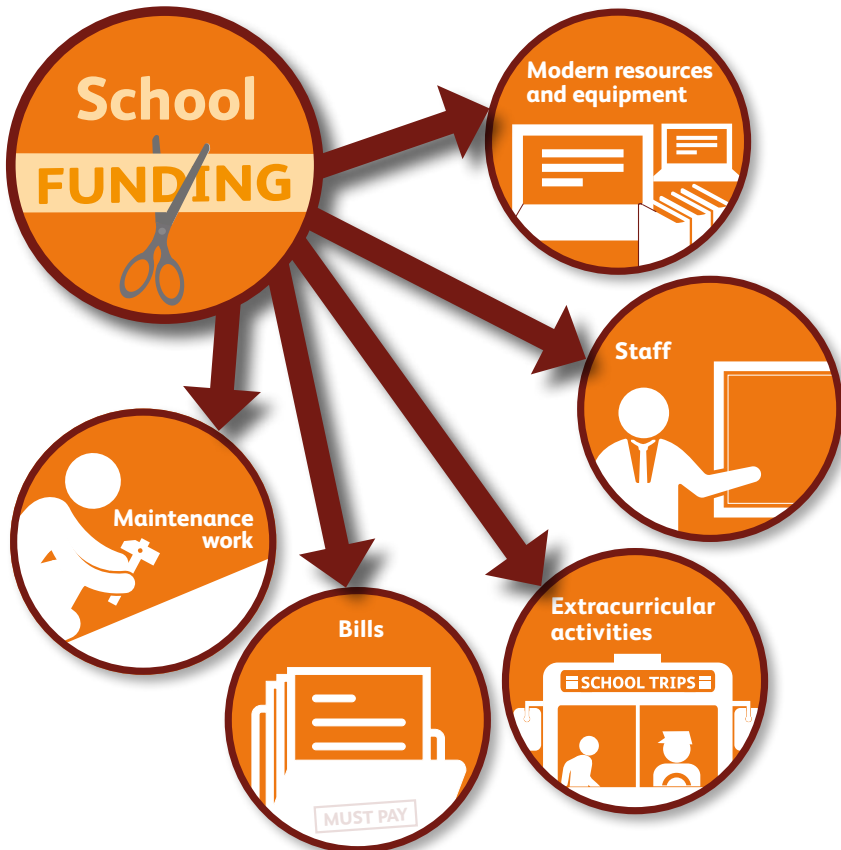 School
FUNDING
Modern resources
and equipment
Staff
Maintenance
work
Bills
MUST PAY
Extracurricular
activities
SCHOOL TRIPS